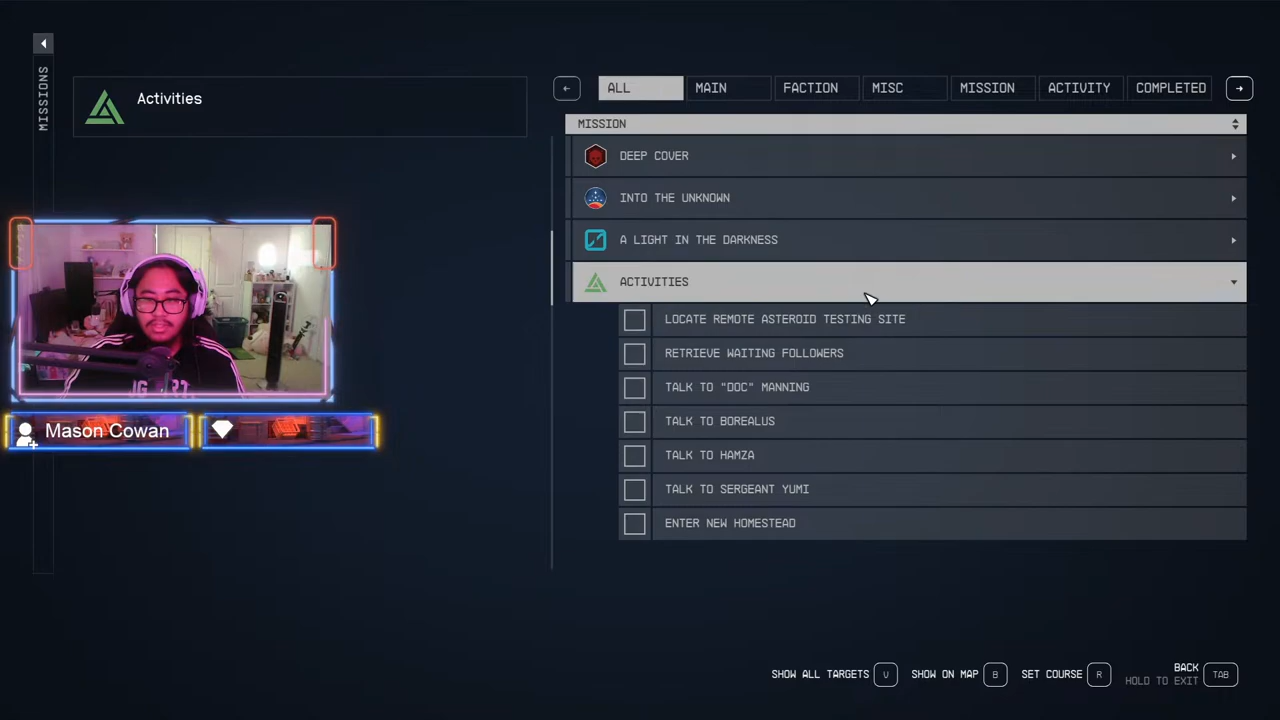 MISSIONS
Activities
ALL
MAIN
FACTION
MISC
MISSION
ACTIVITY
COMPLETED
MISSION
DEEP COVER
INTO THE UNKNOWN
A LIGHT IN THE DARKNESS
ACTIVITIES
LOCATE REMOTE ASTEROID TESTING SITE
RETRIEVE WAITING FOLLOWERS
TALK TO "DOC" MANNING
TALK TO BOREALUS
TALK TO HAMZA
TALK TO SERGEANT YUMI
ENTER NEW HOMESTEAD
Mason Cowan
SHOW ALL TARGETS V
SHOW ON MAP B
SET COURSE R
BACK
HOLD TO EXIT
TAB